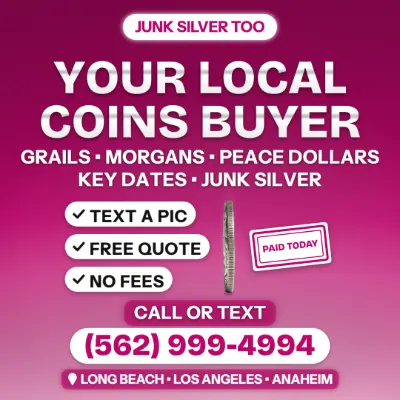 JUNK SILVER TOO
YOUR LOCAL
COINS BUYER
GRAILS • MORGANS • PEACE DOLLARS
KEY DATES • JUNK SILVER
✓ TEXT A PIC
✓ FREE QUOTE
✓ NO FEES
PAID TODAY
CALL OR TEXT
(562) 999-4994
LONG BEACH • LOS ANGELES • ANAHEIM